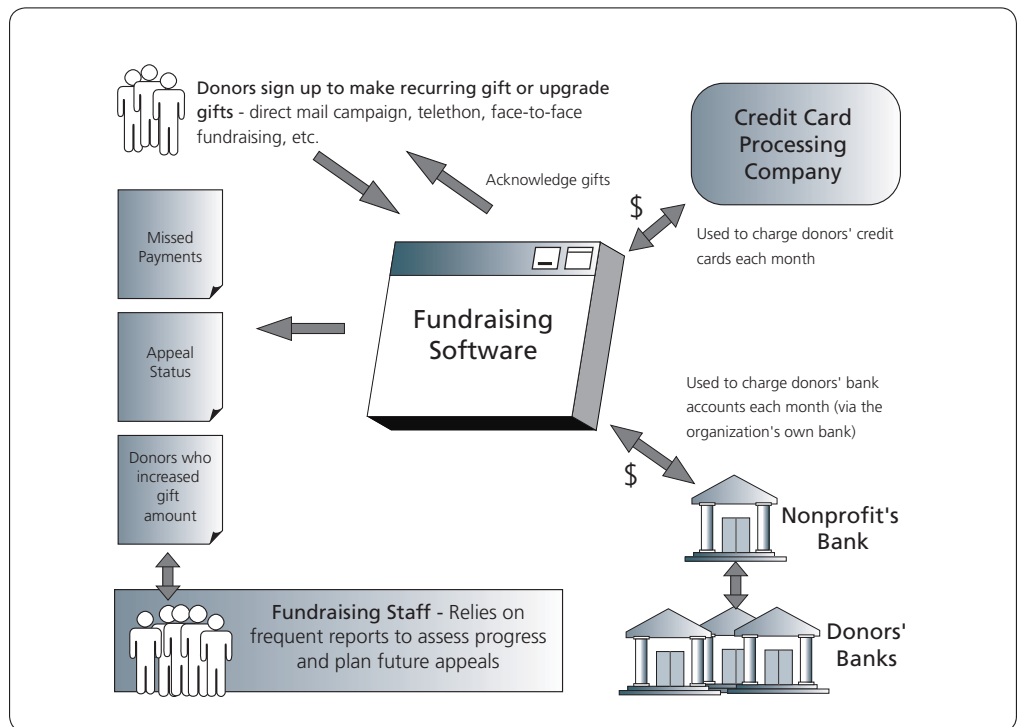 Donors sign up to make recurring gift or upgrade
gifts - direct mail campaign, telethon, face-to-face
fundraising, etc.
Credit Card
Processing
Company
Acknowledge gifts
$
Used to charge donors' credit
cards each month
Missed
Payments
Fundraising
Software
Appeal
Status
Used to charge donors' bank
accounts each month (via the
organization's own bank)
Donors who
increased
gift
amount
$
Nonprofit's
Bank
Fundraising Staff - Relies on
frequent reports to assess progress
and plan future appeals
Donors'
Banks